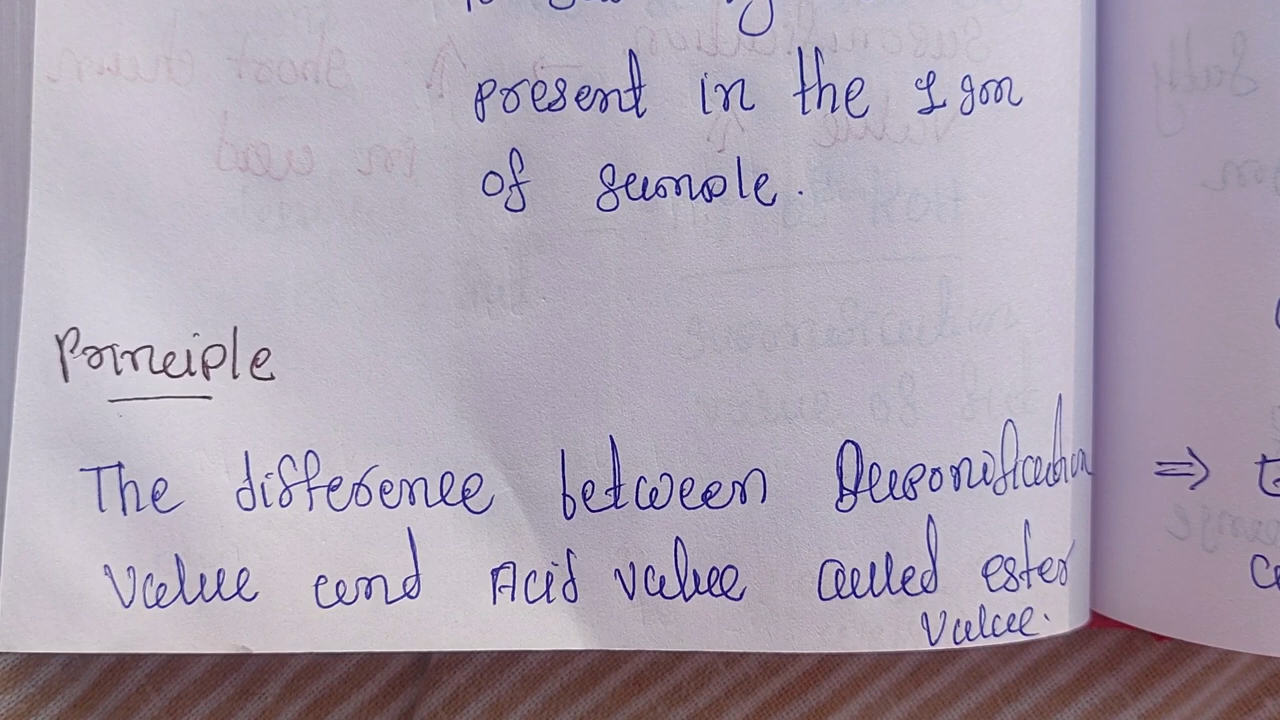 present in the 1 gm
of sample.
Principle
The difference between Saponification
value and Acid value called ester
value.